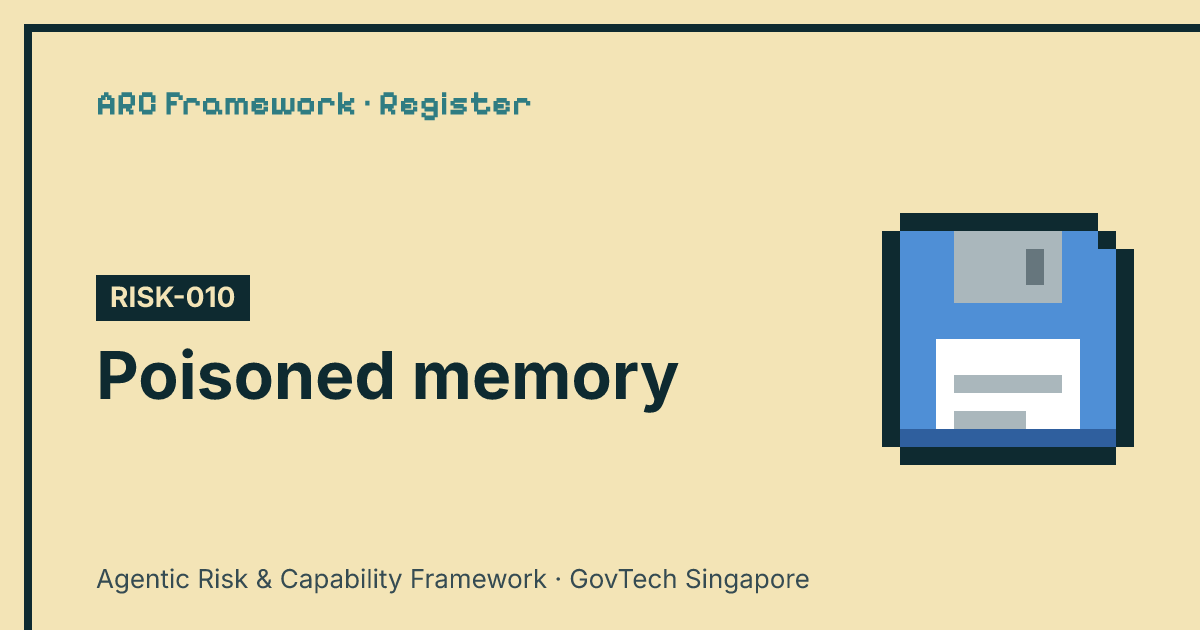 ARC Framework · Register
RISK-010
Poisoned memory
Agentic Risk & Capability Framework · GovTech Singapore